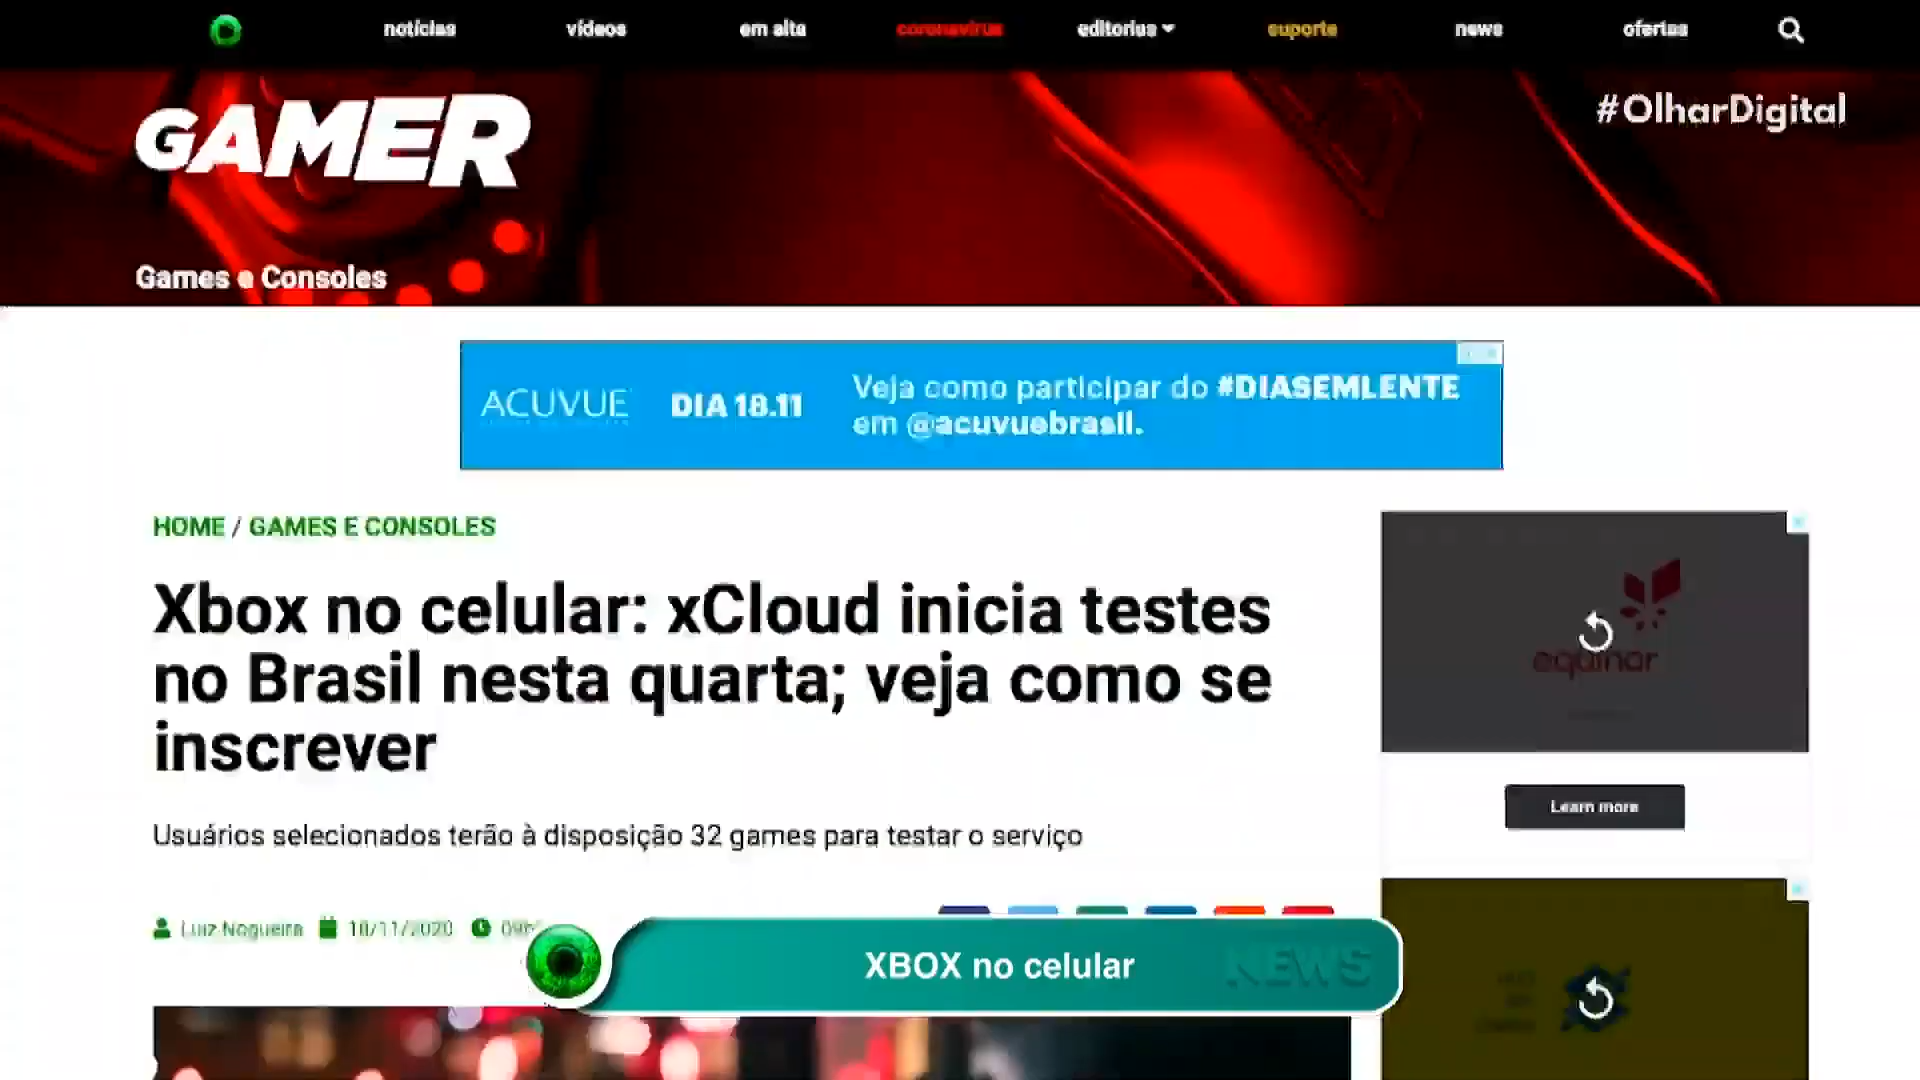 notícias vídeos em alta coronavírus editorias suporte news ofertas
GAMER
#OlharDigital
Games e Consoles
ACUVUE DIA 18.11 Veja como participar do #DIASEMLENTE
em @acuvuebrasil.
HOME / GAMES E CONSOLES
Xbox no celular: xCloud inicia testes
no Brasil nesta quarta; veja como se
inscrever
equinor
Learn more
Usuários selecionados terão à disposição 32 games para testar o serviço
Luiz Nogueira 18/11/2020
XBOX no celular NEWS